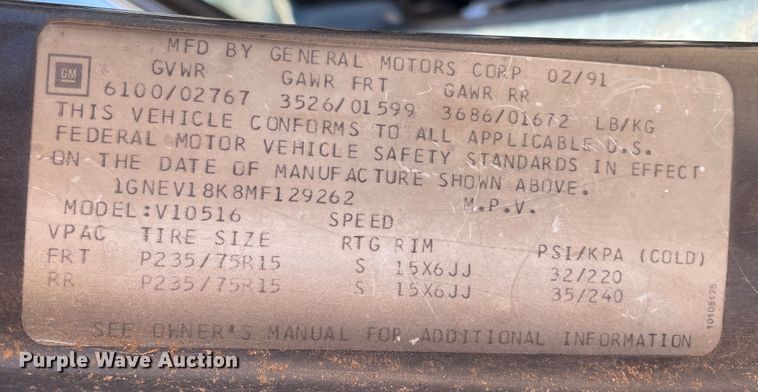 GM
MFD BY GENERAL MOTORS CORP 02/91
GVWR GAWR FRT GAWR RR
6100/02767 3526/01599 3686/01672 LB/KG
THIS VEHICLE CONFORMS TO ALL APPLICABLE U.S.
FEDERAL MOTOR VEHICLE SAFETY STANDARDS IN EFFECT
ON THE DATE OF MANUFACTURE SHOWN ABOVE.
1GNEV18K8MF129262 M.P.V.
MODEL:V10516 SPEED
VPAC TIRE SIZE RTG RIM PSI/KPA (COLD)
FRT P235/75R15 S 15X6JJ 32/220
RR P235/75R15 S 15X6JJ 35/240
SEE OWNER'S MANUAL FOR ADDITIONAL INFORMATION
10108175
Purple Wave Auction